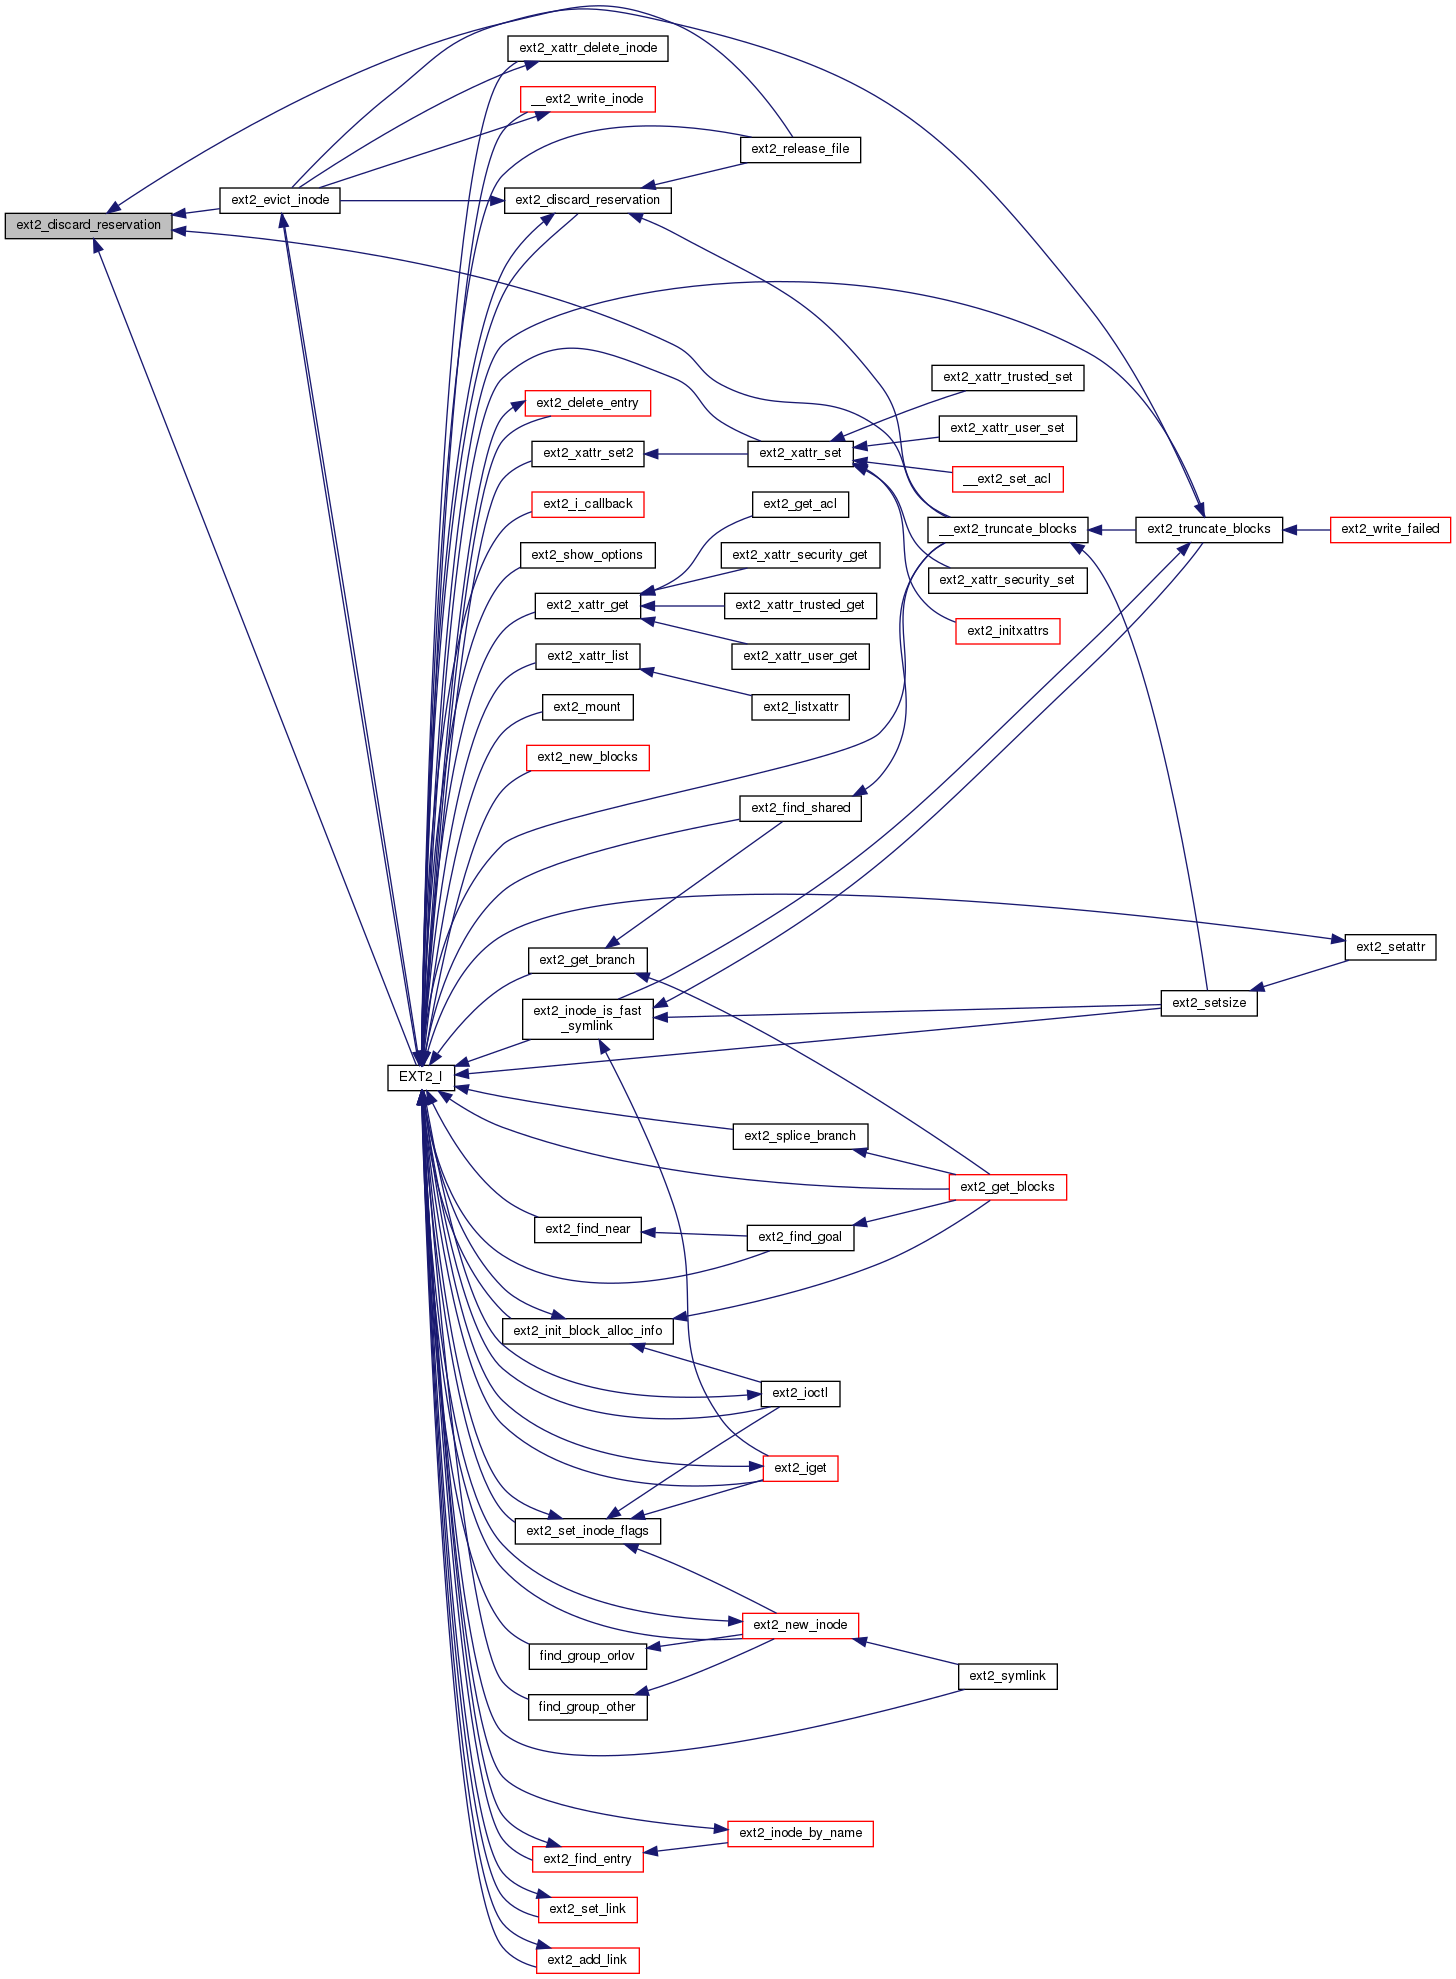 ext2_xattr_delete_inode
__ext2_write_inode
ext2_release_file
ext2_evict_inode
ext2_discard_reservation
ext2_discard_reservation
ext2_xattr_trusted_set
ext2_delete_entry
ext2_xattr_user_set
ext2_xattr_set2
ext2_xattr_set
__ext2_set_acl
ext2_i_callback
ext2_get_acl
__ext2_truncate_blocks
ext2_truncate_blocks
ext2_write_failed
ext2_show_options
ext2_xattr_security_get
ext2_xattr_security_set
ext2_xattr_get
ext2_xattr_trusted_get
ext2_initxattrs
ext2_xattr_list
ext2_xattr_user_get
ext2_mount
ext2_listxattr
ext2_new_blocks
ext2_find_shared
ext2_setattr
ext2_get_branch
ext2_setsize
ext2_inode_is_fast
_symlink
EXT2_I
ext2_splice_branch
ext2_get_blocks
ext2_find_near
ext2_find_goal
ext2_init_block_alloc_info
ext2_ioctl
ext2_iget
ext2_set_inode_flags
ext2_new_inode
find_group_orlov
ext2_symlink
find_group_other
ext2_inode_by_name
ext2_find_entry
ext2_set_link
ext2_add_link